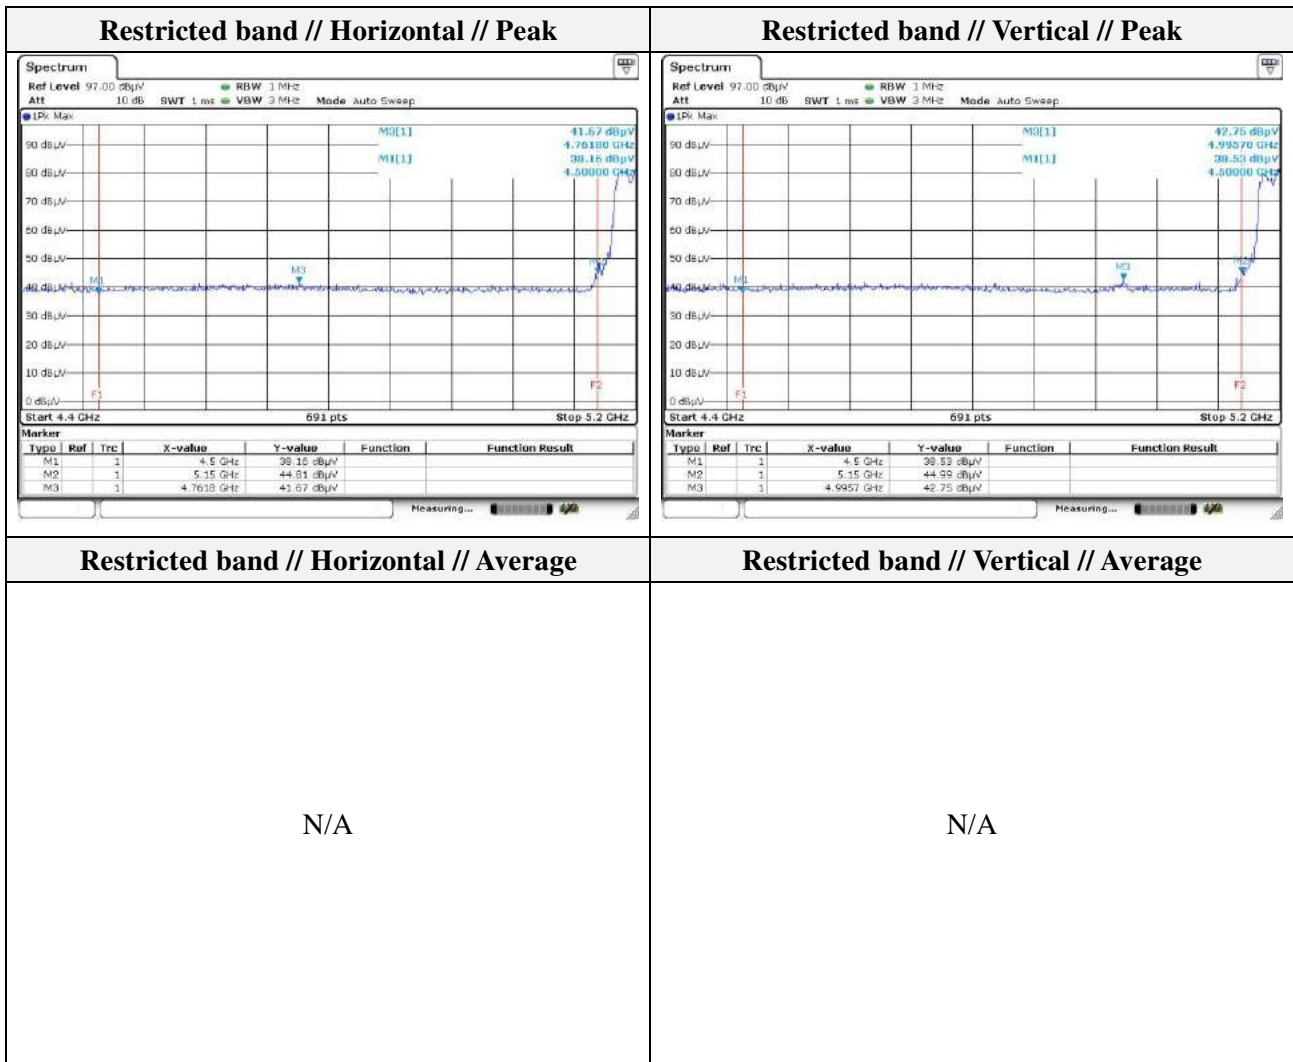 Restricted band // Horizontal // Peak
Restricted band // Vertical // Peak
Spectrum
Ref Level 97.00 dBµV RBW 1 MHz
Att 10 dB SWT 1 ms VBW 3 MHz Mode Auto Sweep
1Pk Max
M3[1] 41.67 dBµV
4.76180 GHz
M1[1] 38.16 dBµV
4.50000 GHz
90 dBµV
80 dBµV
70 dBµV
60 dBµV
50 dBµV
40 dBµV
30 dBµV
20 dBµV
10 dBµV
0 dBµV
M1
M3
F1
F2
Start 4.4 GHz 691 pts Stop 5.2 GHz
Marker
Type Ref Trc X-value Y-value Function Function Result
M1 1 4.5 GHz 38.16 dBµV
M2 1 5.15 GHz 44.81 dBµV
M3 1 4.7618 GHz 41.67 dBµV
Measuring...
Spectrum
Ref Level 97.00 dBµV RBW 1 MHz
Att 10 dB SWT 1 ms VBW 3 MHz Mode Auto Sweep
1Pk Max
M3[1] 42.75 dBµV
4.99570 GHz
M1[1] 38.53 dBµV
4.50000 GHz
90 dBµV
80 dBµV
70 dBµV
60 dBµV
50 dBµV
40 dBµV
30 dBµV
20 dBµV
10 dBµV
0 dBµV
M1
M3
M2
F1
F2
Start 4.4 GHz 691 pts Stop 5.2 GHz
Marker
Type Ref Trc X-value Y-value Function Function Result
M1 1 4.5 GHz 38.53 dBµV
M2 1 5.15 GHz 44.99 dBµV
M3 1 4.9957 GHz 42.75 dBµV
Measuring...
Restricted band // Horizontal // Average
Restricted band // Vertical // Average
N/A
N/A